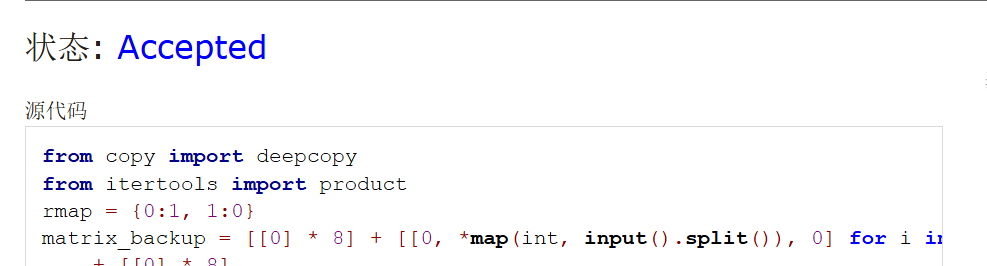 状态: Accepted
源代码
from copy import deepcopy
from itertools import product
rmap = {0:1, 1:0}
matrix_backup = [[0] * 8] + [[0, *map(int, input().split()), 0] for i in
+ [[0] * 8]